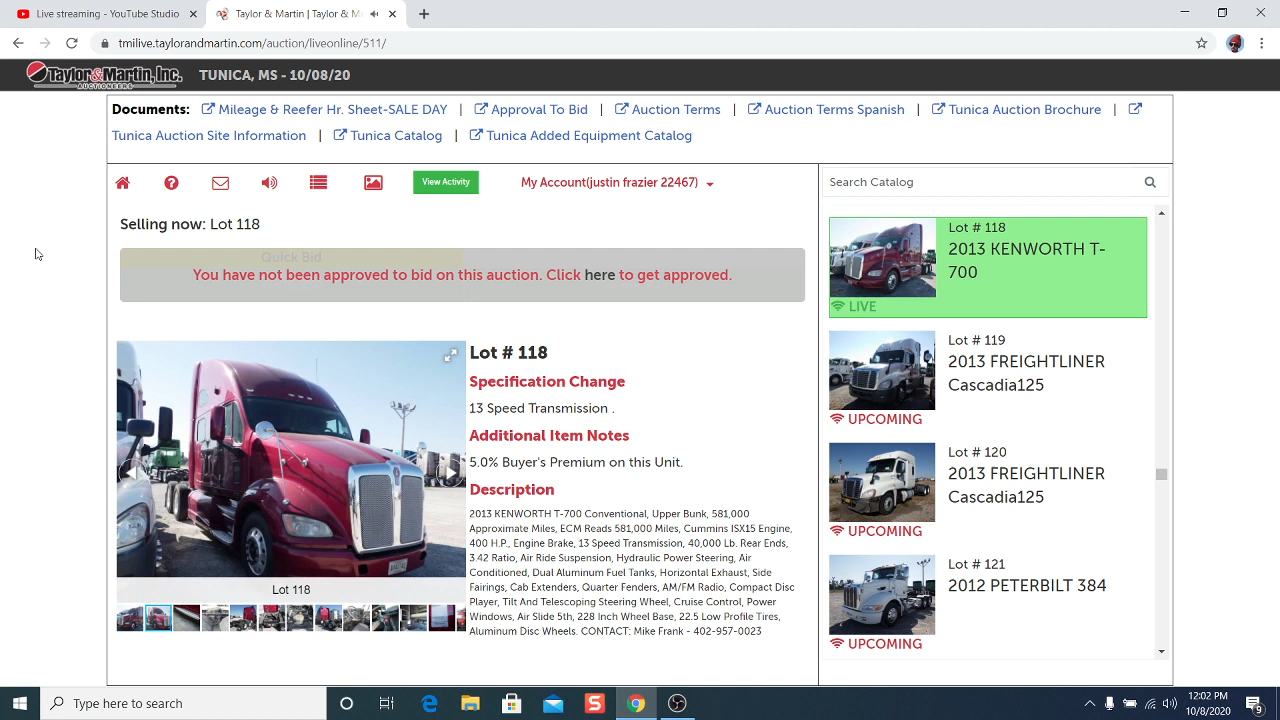 Live streaming - YouTube Studio
Taylor & Martin | Taylor & M
tmlive.taylorandmartin.com/auction/liveonline/511/
Taylor&Martin, Inc.
AUCTIONEERS
TUNICA, MS - 10/08/20
Documents: Mileage & Reefer Hr. Sheet-SALE DAY | Approval To Bid | Auction Terms | Auction Terms Spanish | Tunica Auction Brochure |
Tunica Auction Site Information | Tunica Catalog | Tunica Added Equipment Catalog
View Activity
My Account(justin frazier 22467)
Selling now: Lot 118
Quick Bid
You have not been approved to bid on this auction. Click here to get approved.
Lot # 118
Specification Change
13 Speed Transmission .
Additional Item Notes
5.0% Buyer's Premium on this Unit.
Description
2013 KENWORTH T-700 Conventional, Upper Bunk, 581,000
Approximate Miles, ECM Reads 581,000 Miles, Cummins ISX15 Engine,
400 H.P., Engine Brake, 13 Speed Transmission, 40,000 Lb. Rear Ends,
3.42 Ratio, Air Ride Suspension, Hydraulic Power Steering, Air
Conditioned, Dual Aluminum Fuel Tanks, Horizontal Exhaust, Side
Fairings, Cab Extenders, Quarter Fenders, AM/FM Radio, Compact Disc
Player, Tilt And Telescoping Steering Wheel, Cruise Control, Power
Windows, Air Slide 5th, 228 Inch Wheel Base, 22.5 Low Profile Tires,
Aluminum Disc Wheels. CONTACT: Mike Frank - 402-957-0023
Lot 118
Search Catalog
Lot # 118
2013 KENWORTH T-
700
LIVE
Lot # 119
2013 FREIGHTLINER
Cascadia125
UPCOMING
Lot # 120
2013 FREIGHTLINER
Cascadia125
UPCOMING
Lot # 121
2012 PETERBILT 384
UPCOMING
Type here to search
12:02 PM
10/8/2020
9